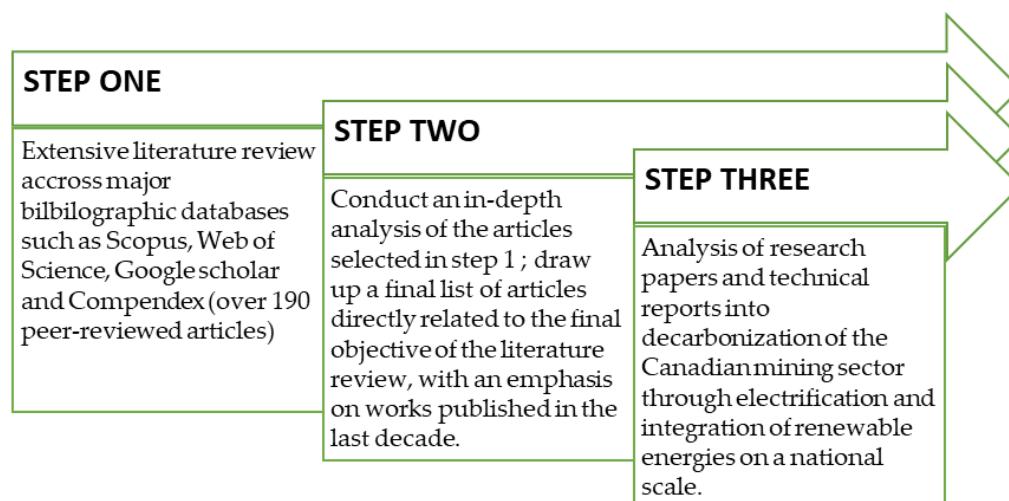 STEP ONE
Extensive literature review
accross major
bilbilographic databases
such as Scopus, Web of
Science, Google scholar
and Compendex (over 190
peer-reviewed articles)
STEP TWO
Conduct an in-depth
analysis of the articles
selected in step 1 ; draw
up a final list of articles
directly related to the final
objective of the literature
review, with an emphasis
on works published in the
last decade.
STEP THREE
Analysis of research
papers and technical
reports into
decarbonization of the
Canadian mining sector
through electrification and
integration of renewable
energies on a national
scale.